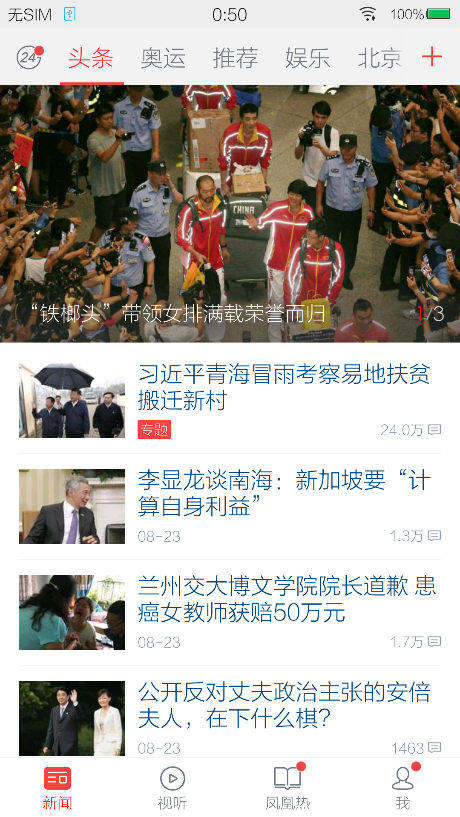 无SIM 0:50 100%
24 头条 奥运 推荐 娱乐 北京
CHINA
“铁榔头”带领女排满载荣誉而归 1/3
习近平青海冒雨考察易地扶贫
搬迁新村
专题 24.0万
李显龙谈南海：新加坡要“计
算自身利益”
08-23 1.3万
兰州交大博文学院院长道歉 患
癌女教师获赔50万元
08-23 1.7万
公开反对丈夫政治主张的安倍
夫人，在下什么棋？
08-23 1463
新闻 视听 凤凰热 我